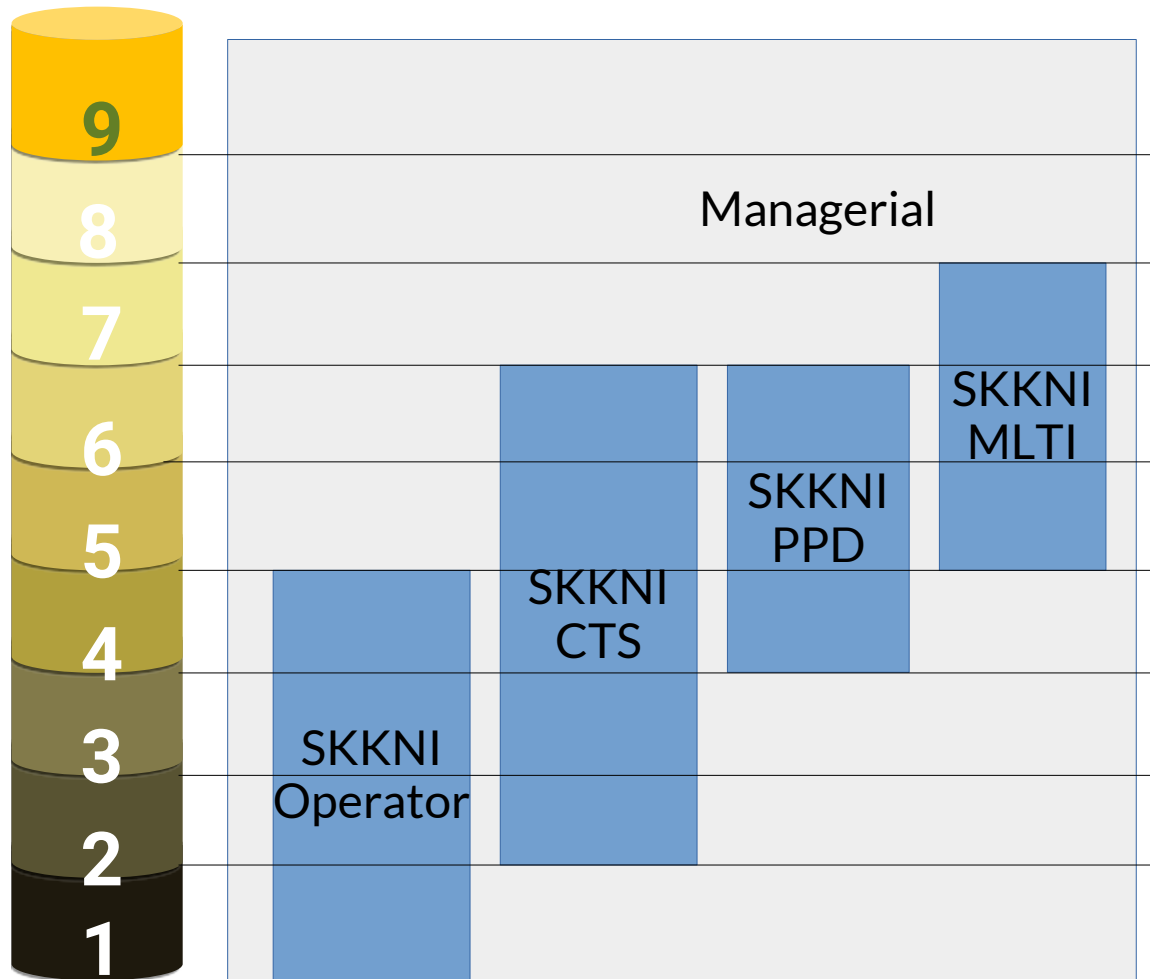 9
8
Managerial
7
SKKNI
MLTI
6
SKKNI
PPD
5
SKKNI
CTS
4
3
SKKNI
Operator
2
1